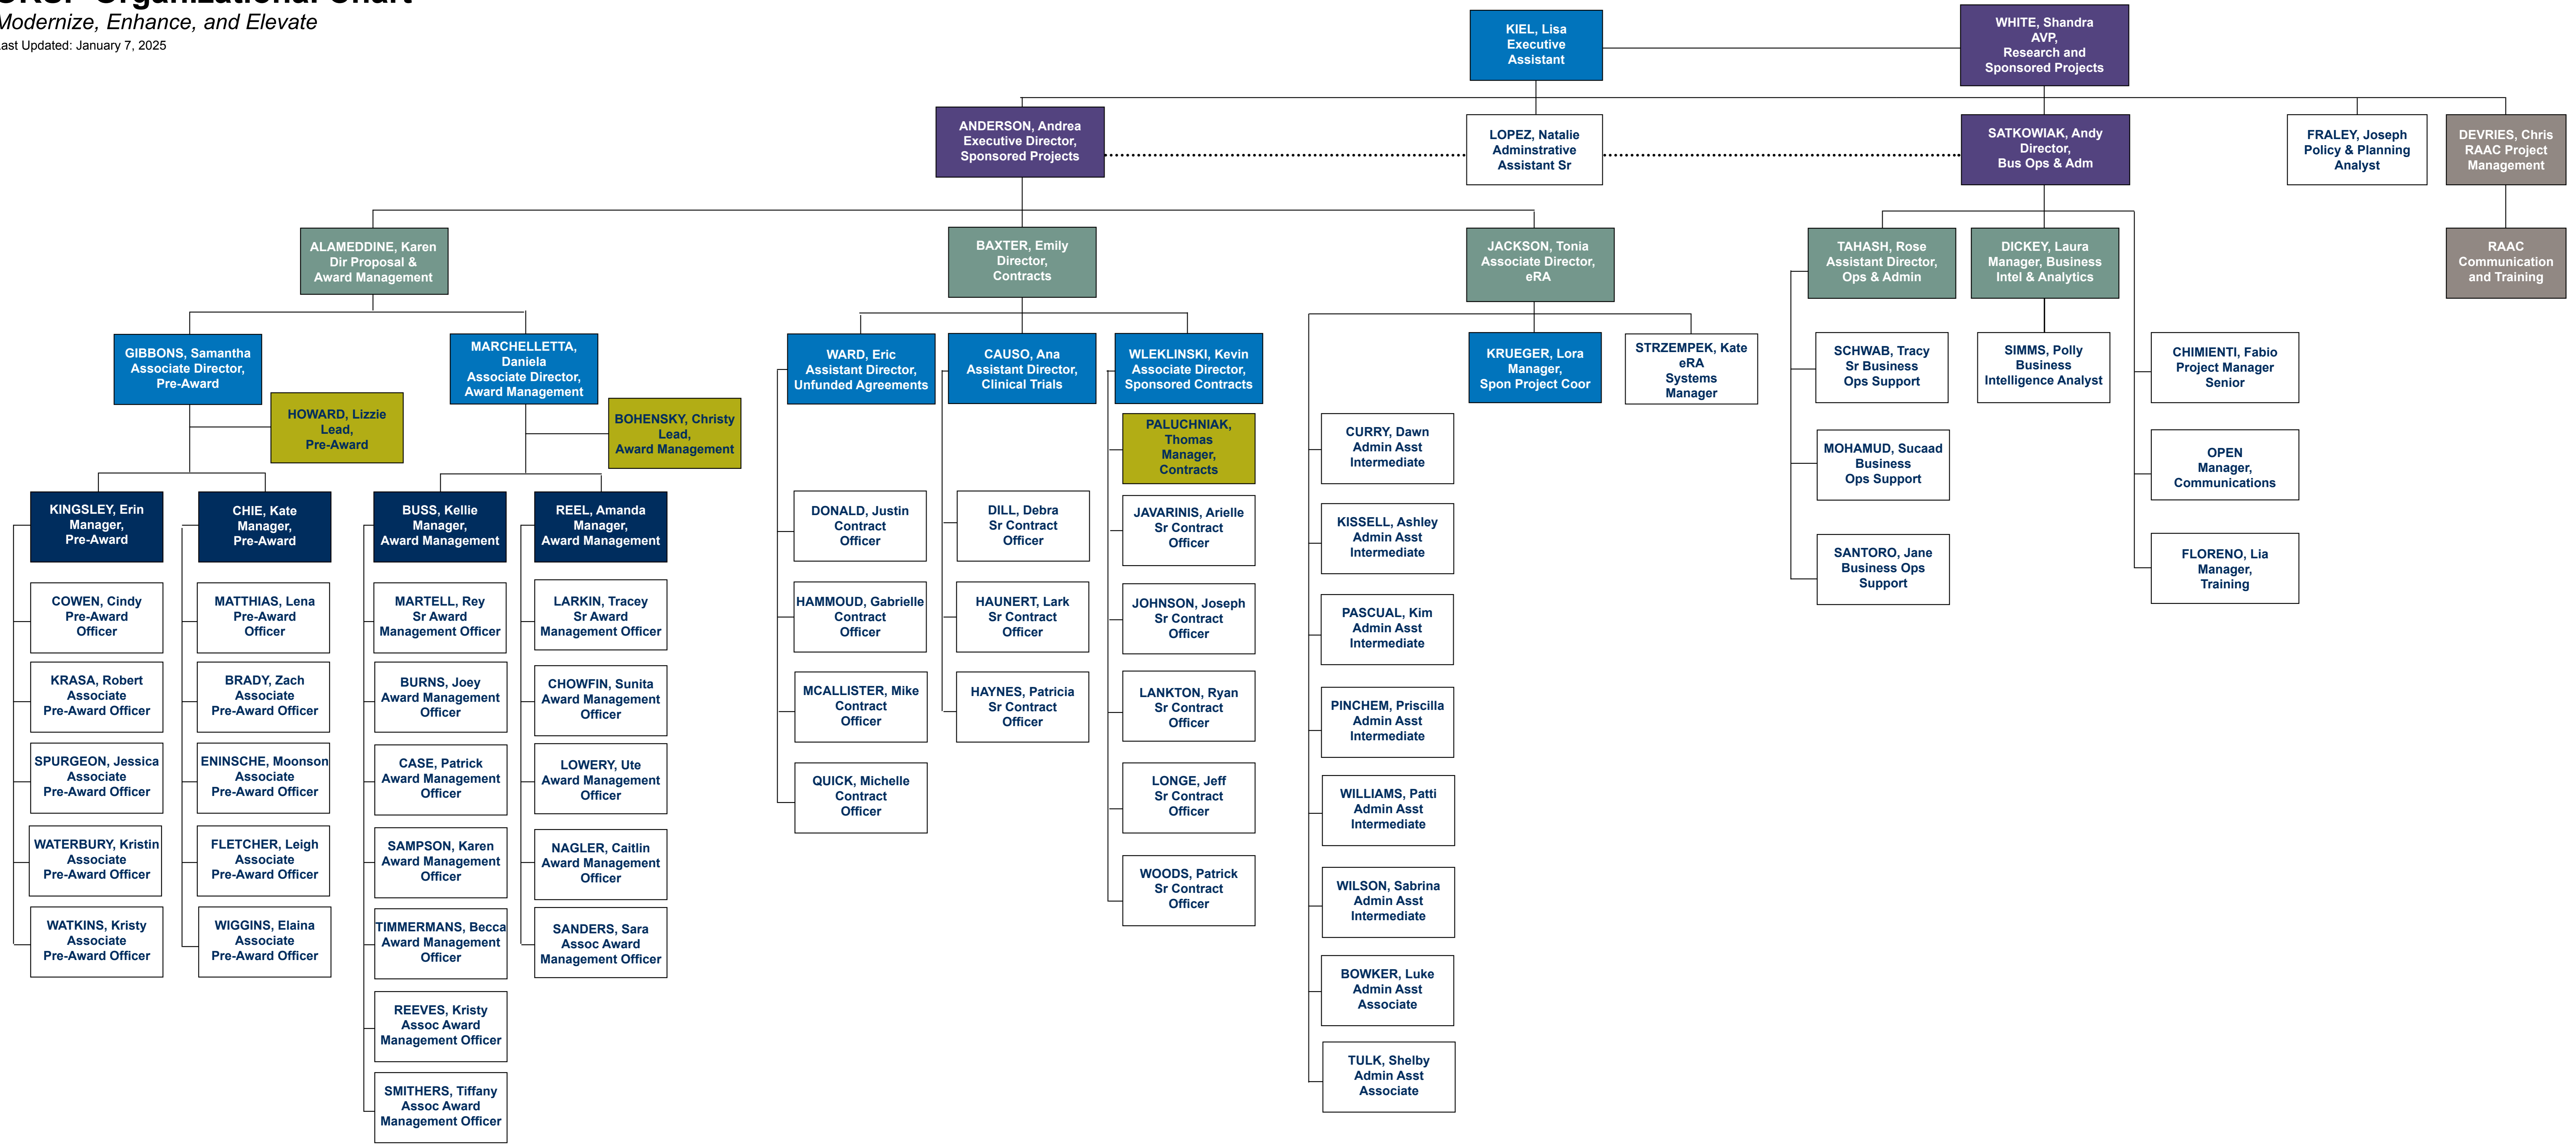 Organizational Chart
Modernize, Enhance, and Elevate
Last Updated: January 7, 2025
KIEL, Lisa
Executive
Assistant
WHITE, Shandra
AVP,
Research and
Sponsored Projects
ANDERSON, Andrea
Executive Director,
Sponsored Projects
LOPEZ, Natalie
Adminstrative
Assistant Sr
SATKOWIAK, Andy
Director,
Bus Ops & Adm
FRALEY, Joseph
Policy & Planning
Analyst
DEVRIES, Chris
RAAC Project
Management
ALAMEDDINE, Karen
Dir Proposal &
Award Management
BAXTER, Emily
Director,
Contracts
JACKSON, Tonia
Associate Director,
eRA
TAHASH, Rose
Assistant Director,
Ops & Admin
DICKEY, Laura
Manager, Business
Intel & Analytics
RAAC
Communication
and Training
GIBBONS, Samantha
Associate Director,
Pre-Award
MARCHELLETTA,
Daniela
Associate Director,
Award Management
WARD, Eric
Assistant Director,
Unfunded Agreements
CAUSO, Ana
Assistant Director,
Clinical Trials
WLEKLINSKI, Kevin
Associate Director,
Sponsored Contracts
KRUEGER, Lora
Manager,
Spon Project Coor
STRZEMPEK, Kate
eRA
Systems
Manager
SCHWAB, Tracy
Sr Business
Ops Support
SIMMS, Polly
Business
Intelligence Analyst
CHIMIENTI, Fabio
Project Manager
Senior
HOWARD, Lizzie
Lead,
Pre-Award
BOHENSKY, Christy
Lead,
Award Management
PALUCHNIAK,
Thomas
Manager,
Contracts
CURRY, Dawn
Admin Asst
Intermediate
MOHAMUD, Sucaad
Business
Ops Support
OPEN
Manager,
Communications
KINGSLEY, Erin
Manager,
Pre-Award
CHIE, Kate
Manager,
Pre-Award
BUSS, Kellie
Manager,
Award Management
REEL, Amanda
Manager,
Award Management
DONALD, Justin
Contract
Officer
DILL, Debra
Sr Contract
Officer
JAVARINIS, Arielle
Sr Contract
Officer
KISSELL, Ashley
Admin Asst
Intermediate
SANTORO, Jane
Business Ops
Support
FLORENO, Lia
Manager,
Training
COWEN, Cindy
Pre-Award
Officer
MATTHIAS, Lena
Pre-Award
Officer
MARTELL, Rey
Sr Award
Management Officer
LARKIN, Tracey
Sr Award
Management Officer
HAMMOUD, Gabrielle
Contract
Officer
HAUNERT, Lark
Sr Contract
Officer
JOHNSON, Joseph
Sr Contract
Officer
PASCUAL, Kim
Admin Asst
Intermediate
KRASA, Robert
Associate
Pre-Award Officer
BRADY, Zach
Associate
Pre-Award Officer
BURNS, Joey
Award Management
Officer
CHOWFIN, Sunita
Award Management
Officer
MCALLISTER, Mike
Contract
Officer
HAYNES, Patricia
Sr Contract
Officer
LANKTON, Ryan
Sr Contract
Officer
PINCHEM, Priscilla
Admin Asst
Intermediate
SPURGEON, Jessica
Associate
Pre-Award Officer
ENINSCHE, Moonson
Associate
Pre-Award Officer
CASE, Patrick
Award Management
Officer
LOWERY, Ute
Award Management
Officer
QUICK, Michelle
Contract
Officer
LONGE, Jeff
Sr Contract
Officer
WILLIAMS, Patti
Admin Asst
Intermediate
WATERBURY, Kristin
Associate
Pre-Award Officer
FLETCHER, Leigh
Associate
Pre-Award Officer
SAMPSON, Karen
Award Management
Officer
NAGLER, Caitlin
Award Management
Officer
WOODS, Patrick
Sr Contract
Officer
WILSON, Sabrina
Admin Asst
Intermediate
WATKINS, Kristy
Associate
Pre-Award Officer
WIGGINS, Elaina
Associate
Pre-Award Officer
TIMMERMANS, Becca
Award Management
Officer
SANDERS, Sara
Assoc Award
Management Officer
BOWKER, Luke
Admin Asst
Associate
REEVES, Kristy
Assoc Award
Management Officer
TULK, Shelby
Admin Asst
Associate
SMITHERS, Tiffany
Assoc Award
Management Officer